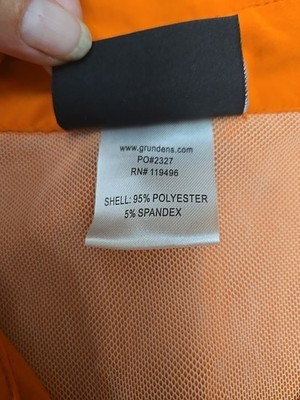 www.grundens.com
PO#2327
RN# 119496
SHELL: 95% POLYESTER
5% SPANDEX